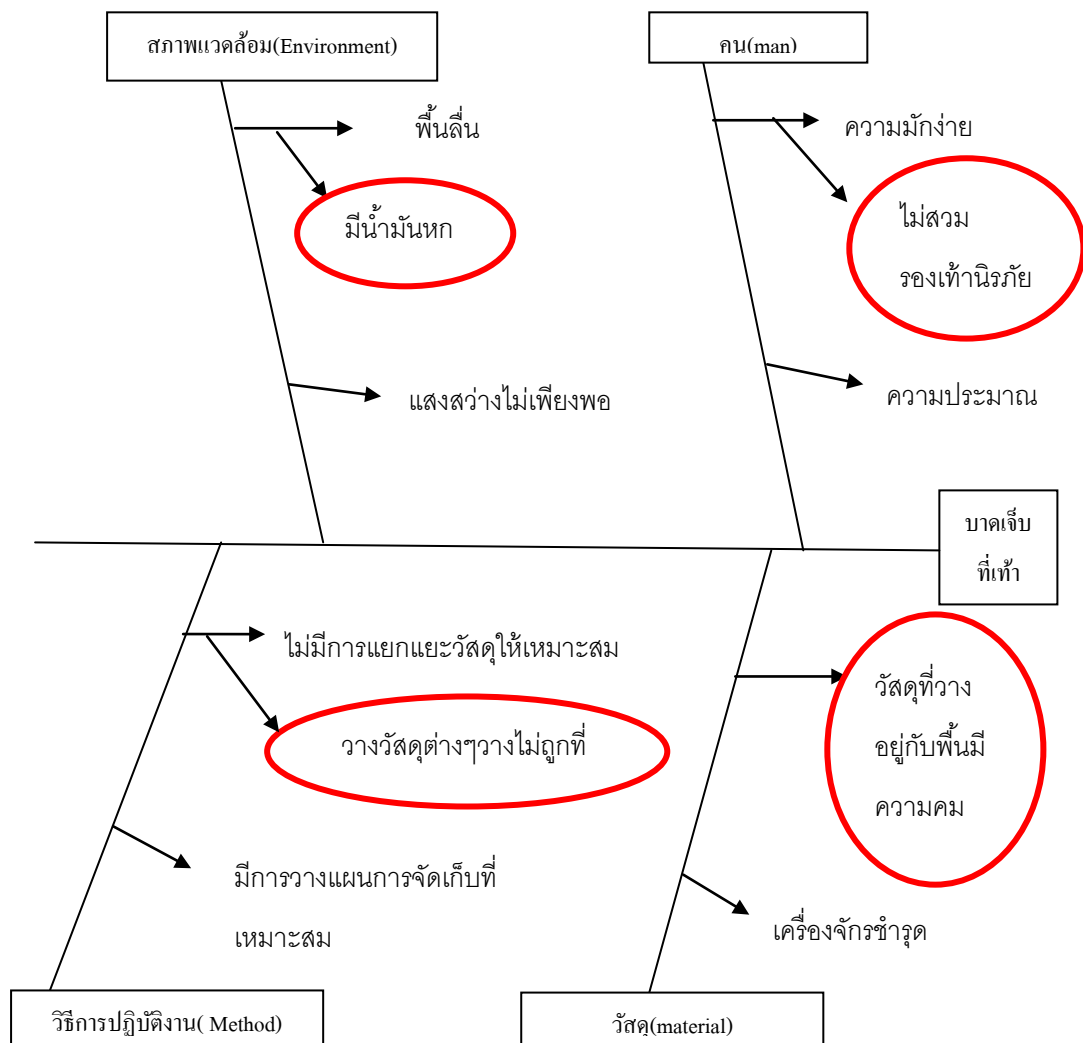 สภาพแวดล้อม(Environment)
คน(man)
พื้นลื่น
ความมักง่าย
มีน้ำมันหก
ไม่สวม
รองเท้านิรภัย
แสงสว่างไม่เพียงพอ
ความประมาณ
บาดเจ็บ
ที่เท้า
ไม่มีการแยกแยะวัสดุให้เหมาะสม
วัสดุที่วาง
อยู่กับพื้นมี
ความคม
วางวัสดุต่างๆวางไม่ถูกที่
มีการวางแผนการจัดเก็บที่
เหมาะสม
เครื่องจักรชำรุด
วิธีการปฏิบัติงาน( Method)
วัสดุ(material)